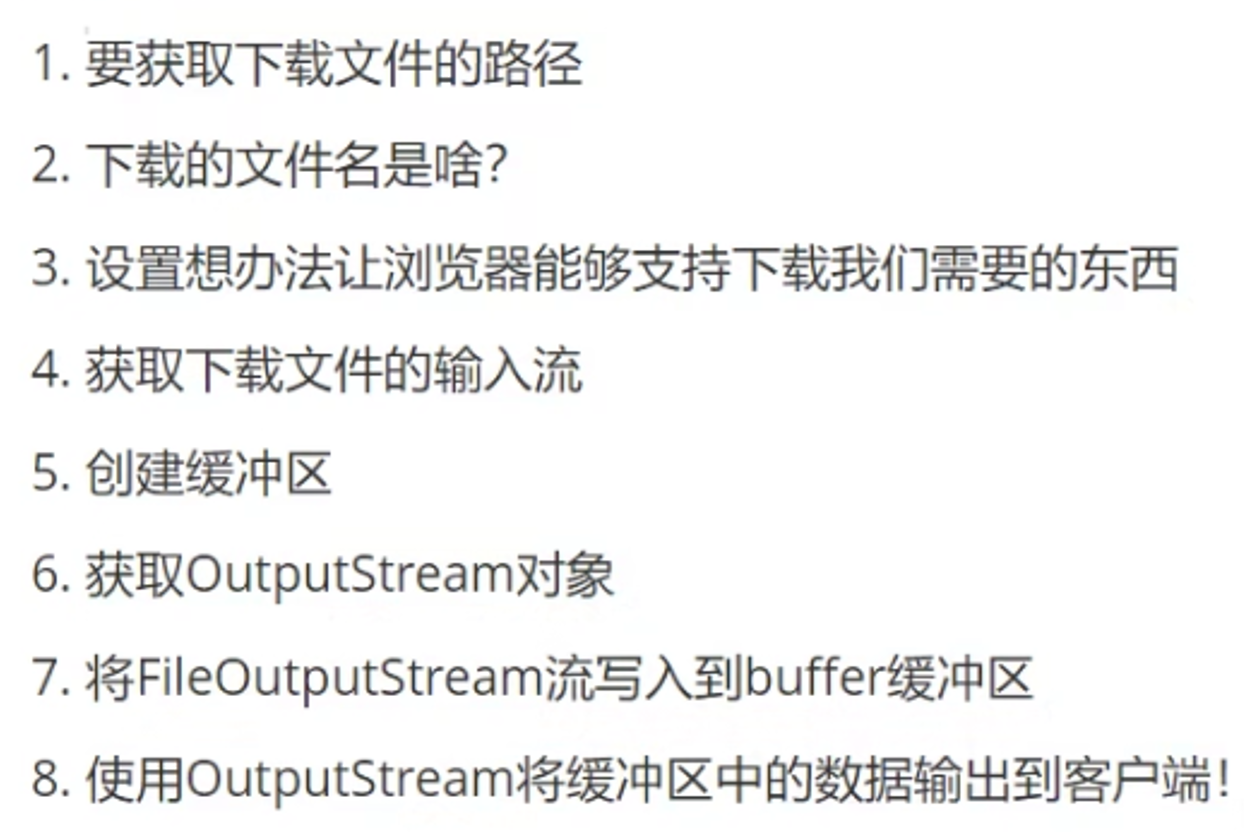 1. 要获取下载文件的路径
2. 下载的文件名是啥？
3. 设置想办法让浏览器能够支持下载我们需要的东西
4. 获取下载文件的输入流
5. 创建缓冲区
6. 获取OutputStream对象
7. 将FileOutputStream流写入到buffer缓冲区
8. 使用OutputStream将缓冲区中的数据输出到客户端！